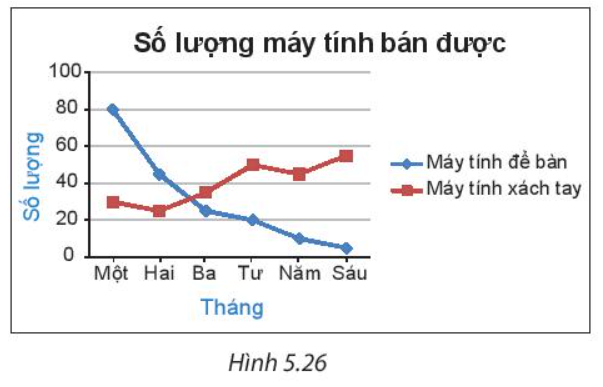 Số lượng máy tính bán được
100
80
60
40
20
0
Số lượng
Một Hai Ba Tư Năm Sáu
Tháng
Máy tính để bàn
Máy tính xách tay
Hình 5.26